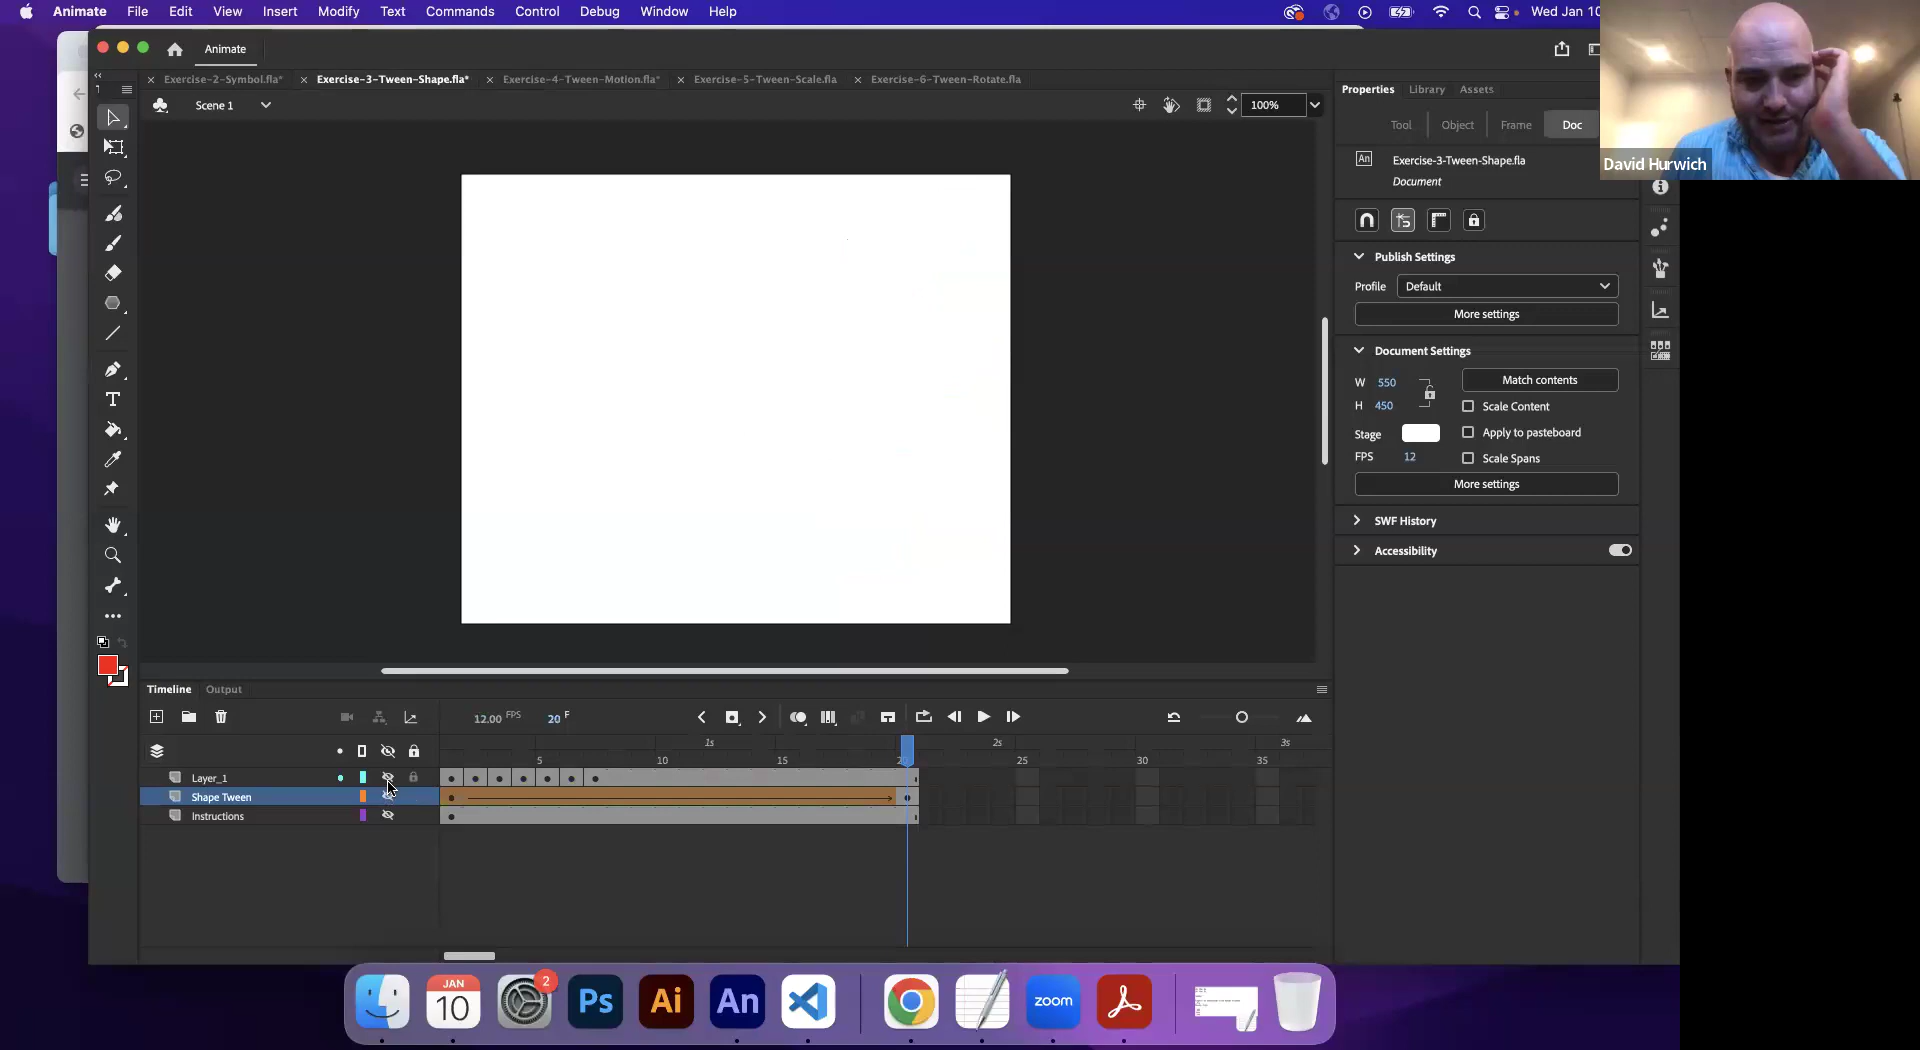 Animate File Edit View Insert Modify Text Commands Control Debug Window Help
Wed Jan 10
Animate
Exercise-2-Symbol.fla* Exercise-3-Tween-Shape.fla* Exercise-4-Tween-Motion.fla* Exercise-5-Tween-Scale.fla Exercise-6-Tween-Rotate.fla
Scene 1
100%
Properties Library Assets
Tool Object Frame Doc
An Exercise-3-Tween-Shape.fla
Document
David Hurwich
Publish Settings
Profile Default
More settings
Document Settings
W 550 Match contents
H 450 Scale Content
Stage Apply to pasteboard
FPS 12 Scale Spans
More settings
SWF History
Accessibility
Timeline Output
12.00 FPS 20 F
1s 2s 3s
5 10 15 25 30 35
Layer_1
Shape Tween
Instructions
JAN
10
2
Ps
Ai
An
zoom